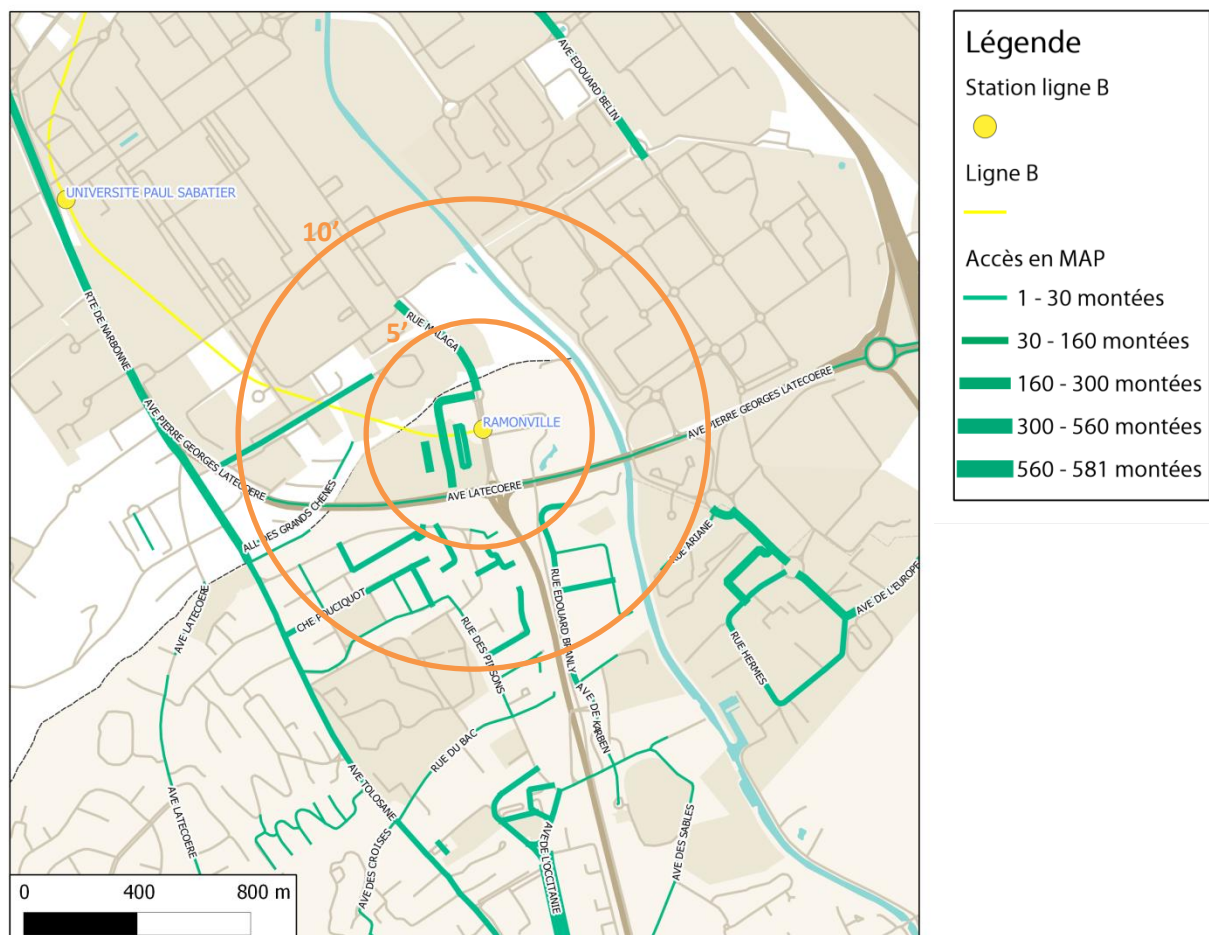 AVE EDOUARD BELIN
UNIVERSITE PAUL SABATIER
10'
RTE DE NARBONNE
RUE MALAGA
5'
AVE PIERRE GEORGES LATECOERE
RAMONVILLE
AVE PIERRE GEORGES LATECOERE
AVE LATECOERE
ALL DES GRANDS CHENES
RUE ARIANE
AVE LATECOERE
CHE POUCIQUOT
RUE DES PINSONS
RUE EDOUARD BRANLY
AVE DE L'EUROPE
RUE HERMES
AVE DE KARBEN
RUE DU BAC
AVE TOLOSANE
AVE LATECOERE
AVE DES CROISES
AVE DE L'OCCITANIE
AVE DES SABLES
0 400 800 m
Légende
Station ligne B
Ligne B
Accès en MAP
1 - 30 montées
30 - 160 montées
160 - 300 montées
300 - 560 montées
560 - 581 montées